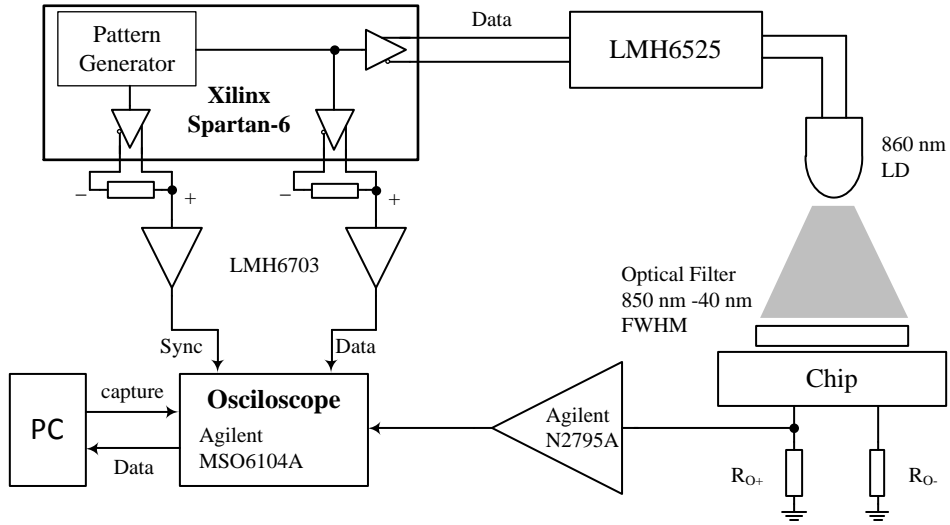 Pattern
Generator
Xilinx
Spartan-6
Data
LMH6525
860 nm
LD
− +
− +
LMH6703
Optical Filter
850 nm -40 nm
FWHM
Sync
Data
Chip
PC
capture
Data
Osciloscope
Agilent
MSO6104A
Agilent
N2795A
RO+
RO-